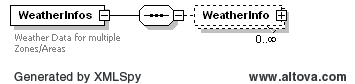 WeatherInfos
WeatherInfo
Weather Data for multiple
Zones/Areas
0..∞
Generated by XMLSpy
www.altova.com